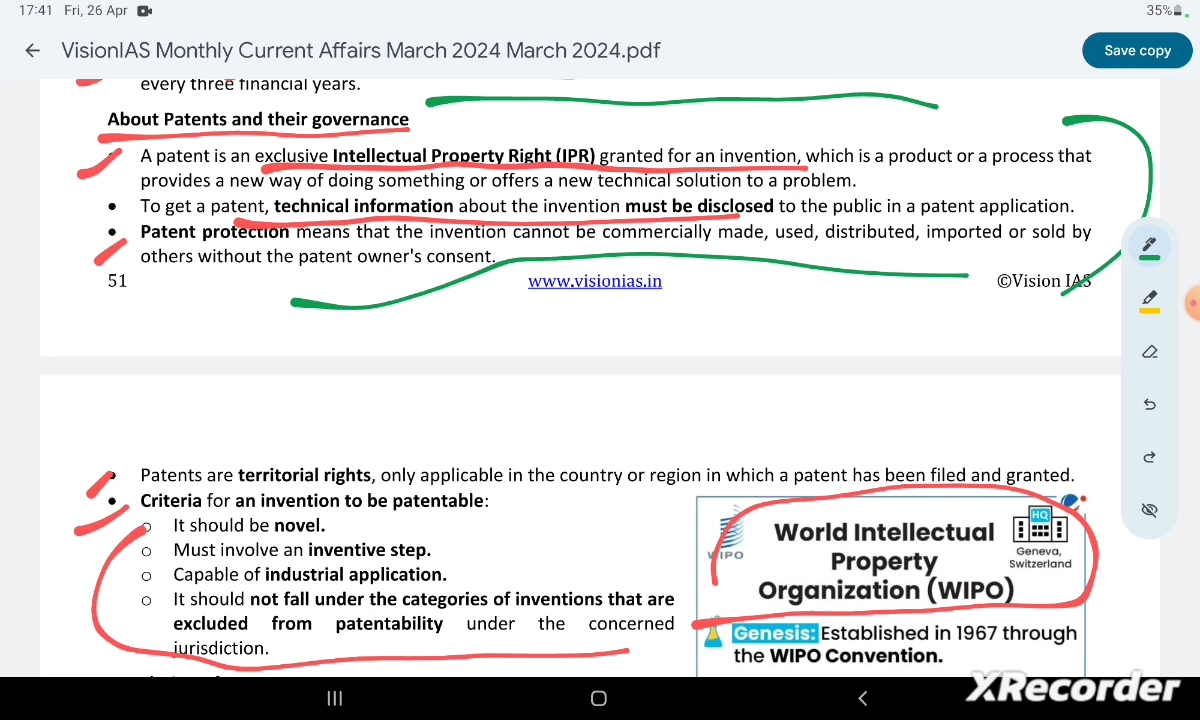 17:41 Fri, 26 Apr
35%
VisionIAS Monthly Current Affairs March 2024 March 2024.pdf
Save copy
every three financial years.
About Patents and their governance
A patent is an exclusive Intellectual Property Right (IPR) granted for an invention, which is a product or a process that
provides a new way of doing something or offers a new technical solution to a problem.
• To get a patent, technical information about the invention must be disclosed to the public in a patent application.
• Patent protection means that the invention cannot be commercially made, used, distributed, imported or sold by
others without the patent owner's consent.
51
www.visionias.in
©Vision IAS
• Patents are territorial rights, only applicable in the country or region in which a patent has been filed and granted.
• Criteria for an invention to be patentable:
o It should be novel.
o Must involve an inventive step.
o Capable of industrial application.
o It should not fall under the categories of inventions that are
excluded from patentability under the concerned
jurisdiction.
WIPO
World Intellectual
Property
Organization (WIPO)
HQ
Geneva,
Switzerland
Genesis: Established in 1967 through
the WIPO Convention.
XRecorder